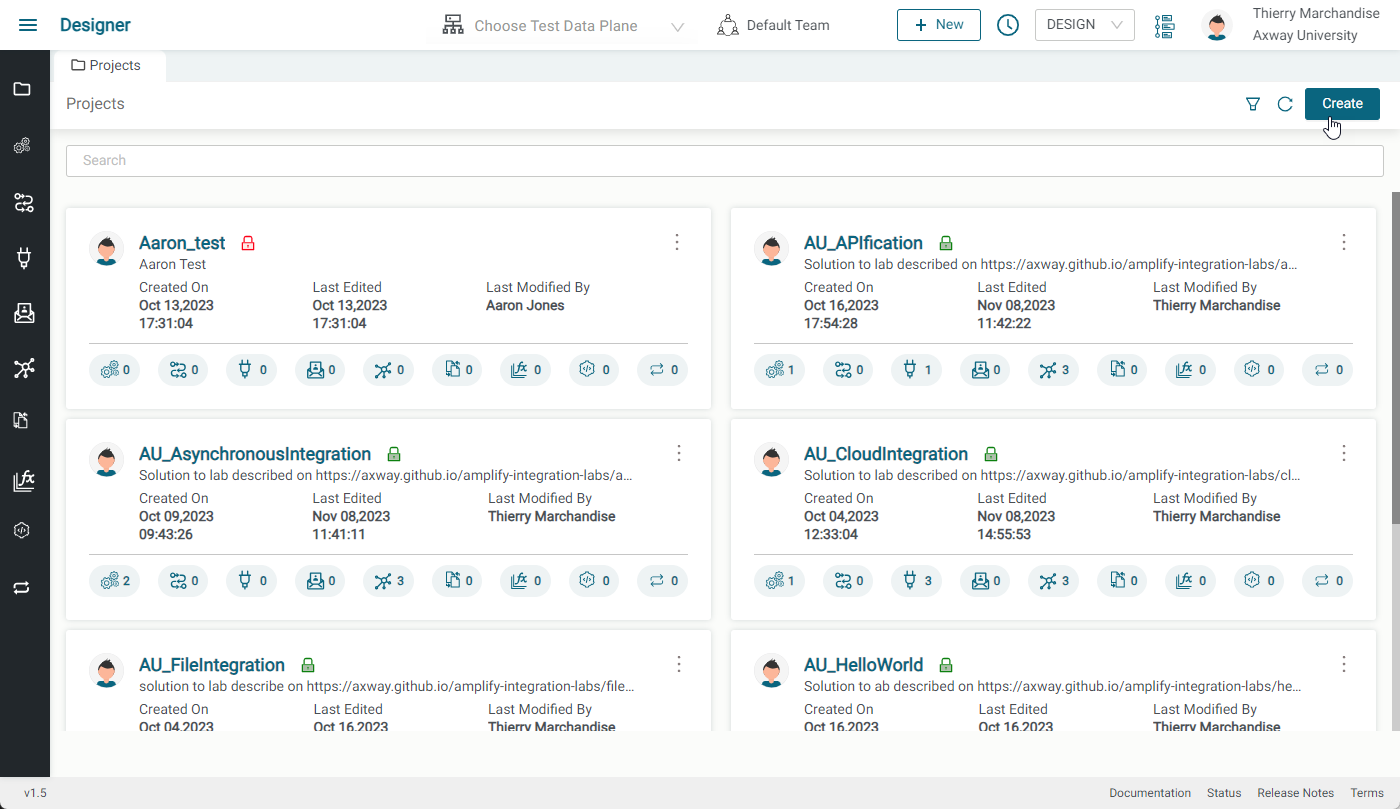 Designer
Choose Test Data Plane
Default Team
New
DESIGN
Thierry Marchandise
Axway University
Projects
Projects
Create
Search
Aaron_test
Aaron Test
Created On Last Edited Last Modified By
Oct 13,2023 Oct 13,2023 Aaron Jones
17:31:04 17:31:04
0 0 0 0 0 0 0 0 0
AU_APIfication
Solution to lab described on https://axway.github.io/amplify-integration-labs/a...
Created On Last Edited Last Modified By
Oct 16,2023 Nov 08,2023 Thierry Marchandise
17:54:28 11:42:22
1 0 1 0 3 0 0 0 0
AU_AsynchronousIntegration
Solution to lab described on https://axway.github.io/amplify-integration-labs/a...
Created On Last Edited Last Modified By
Oct 09,2023 Nov 08,2023 Thierry Marchandise
09:43:26 11:41:11
2 0 0 0 3 0 0 0 0
AU_CloudIntegration
Solution to lab described on https://axway.github.io/amplify-integration-labs/cl...
Created On Last Edited Last Modified By
Oct 04,2023 Nov 08,2023 Thierry Marchandise
12:33:04 14:55:53
1 0 3 0 3 0 0 0 0
AU_FileIntegration
solution to lab describe on https://axway.github.io/amplify-integration-labs/file...
Created On Last Edited Last Modified By
Oct 04,2023 Oct 16,2023 Thierry Marchandise
AU_HelloWorld
Solution to ab described on https://axway.github.io/amplify-integration-labs/he...
Created On Last Edited Last Modified By
Oct 16,2023 Oct 16,2023 Thierry Marchandise
v1.5
Documentation Status Release Notes Terms